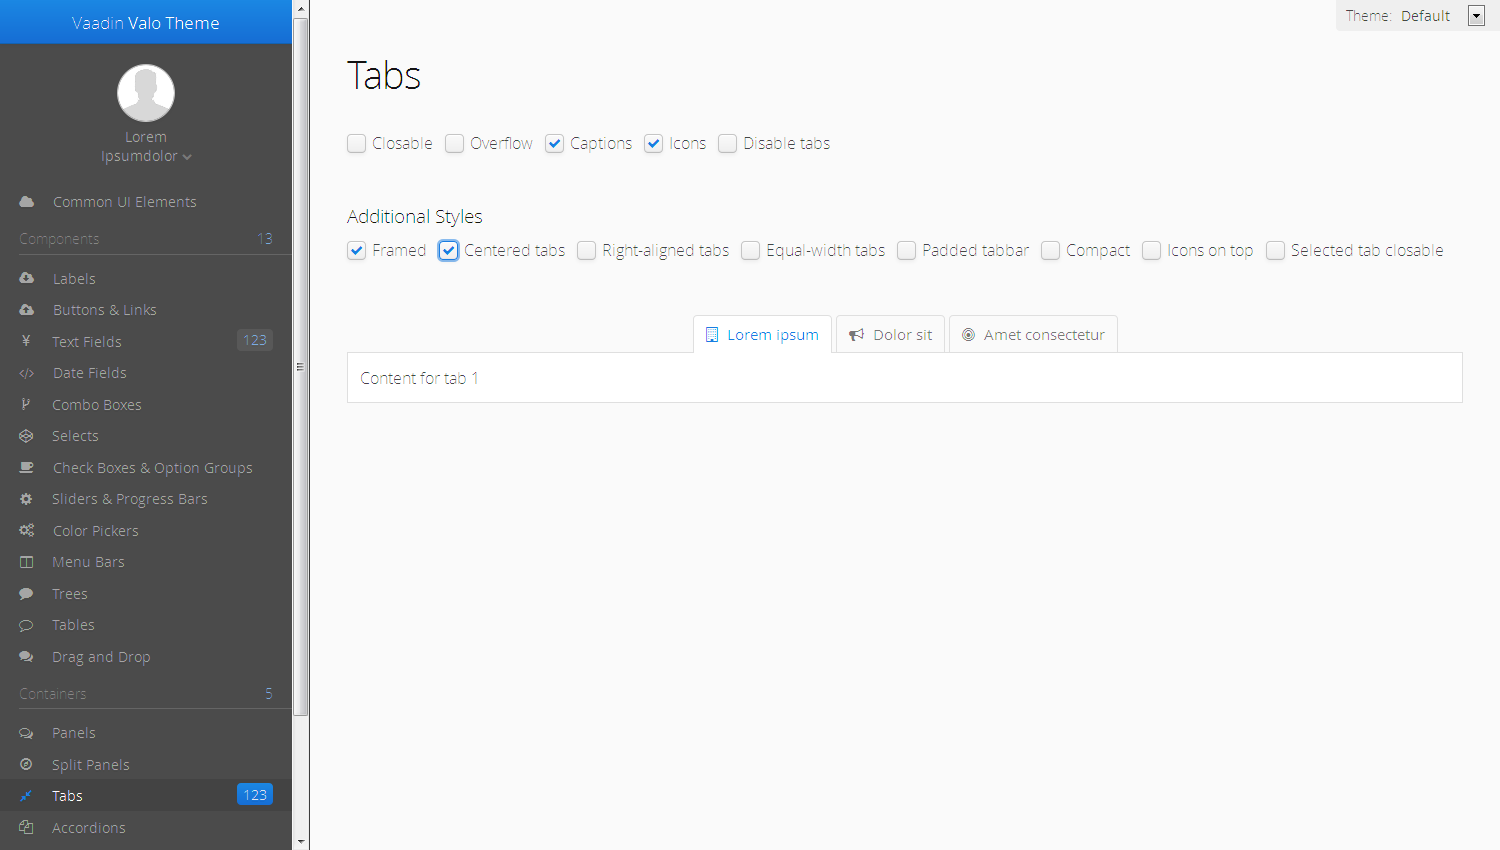 Vaadin Valo Theme
Lorem
Ipsumdolor
Common UI Elements
Components 13
Labels
Buttons & Links
Text Fields 123
Date Fields
Combo Boxes
Selects
Check Boxes & Option Groups
Sliders & Progress Bars
Color Pickers
Menu Bars
Trees
Tables
Drag and Drop
Containers 5
Panels
Split Panels
Tabs 123
Accordions
Theme: Default
Tabs
Closable Overflow Captions Icons Disable tabs
Additional Styles
Framed Centered tabs Right-aligned tabs Equal-width tabs Padded tabbar Compact Icons on top Selected tab closable
Lorem ipsum Dolor sit Amet consectetur
Content for tab 1